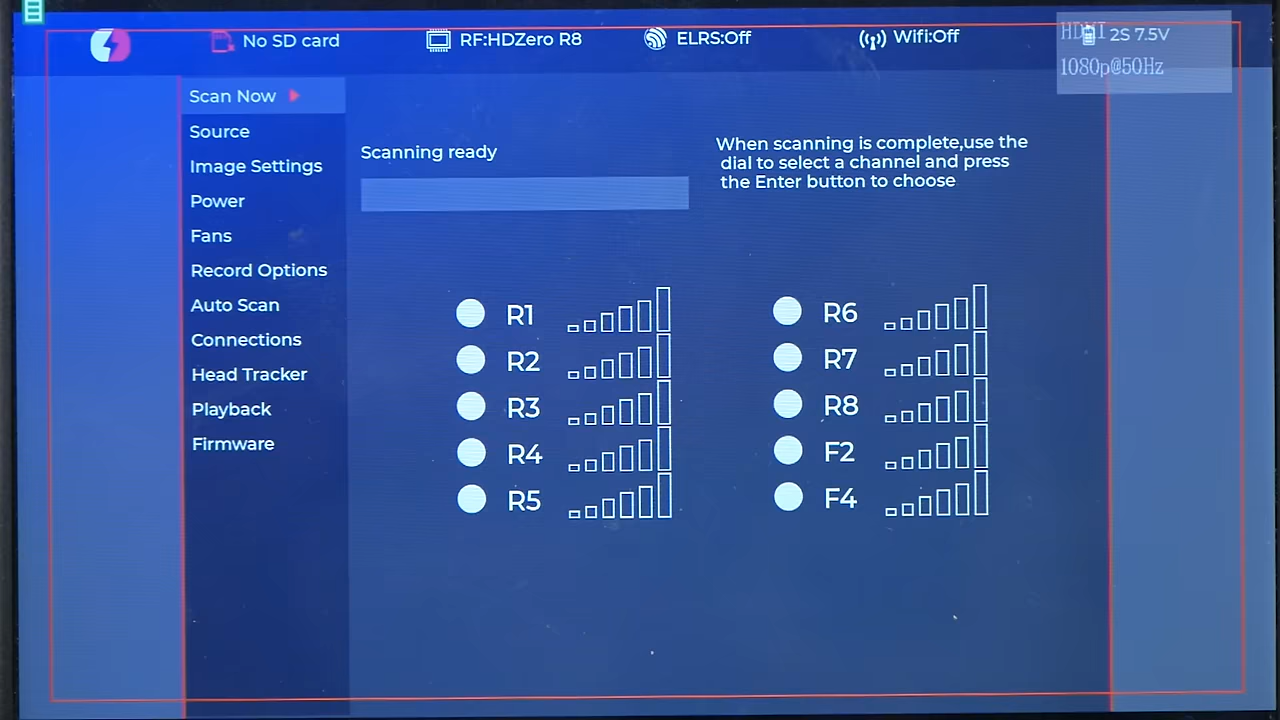 No SD card
RF:HDZero R8
ELRS:Off
Wifi:Off
HDMI
2S 7.5V
1080p@50Hz
Scan Now
Source
Image Settings
Power
Fans
Record Options
Auto Scan
Connections
Head Tracker
Playback
Firmware
Scanning ready
When scanning is complete,use the
dial to select a channel and press
the Enter button to choose
R1
R2
R3
R4
R5
R6
R7
R8
F2
F4